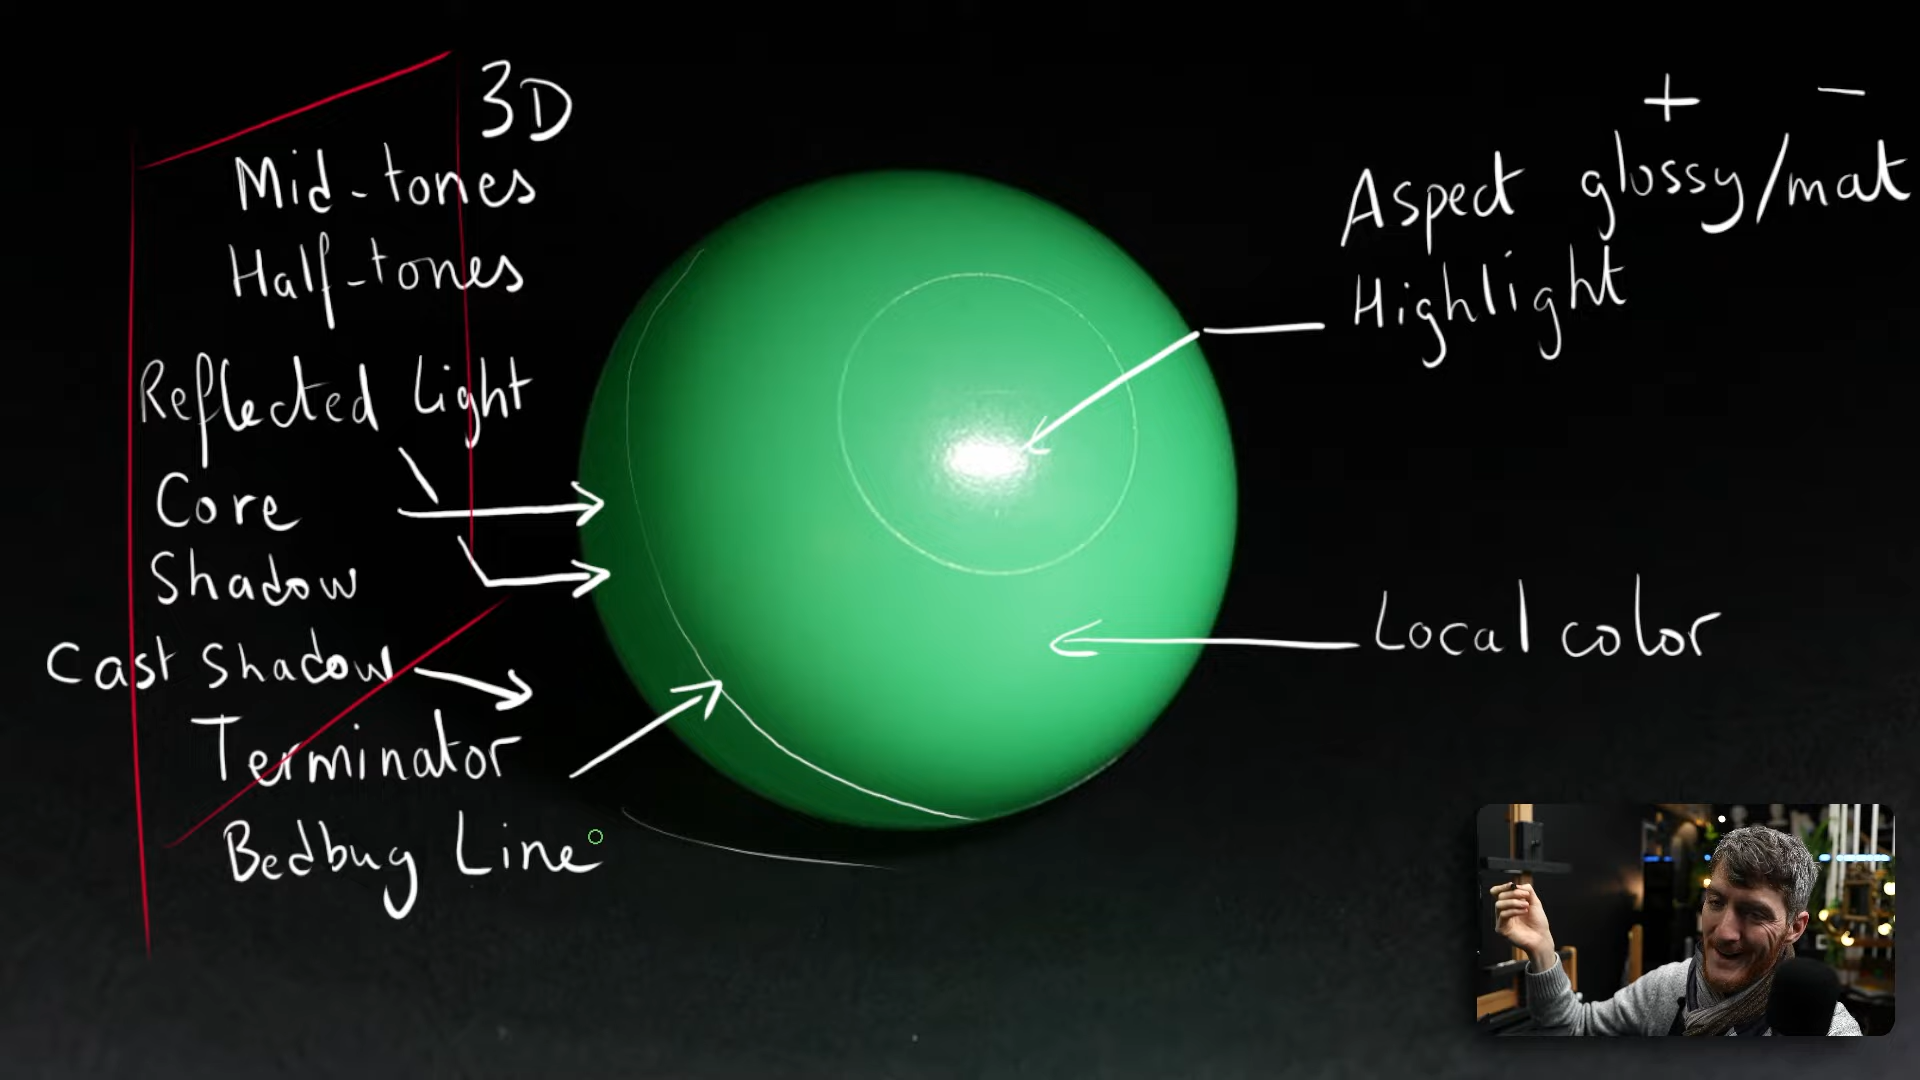 3D
Mid-tones
Half-tones
Reflected Light
Core
Shadow
Cast Shadow
Terminator
Bedbug Line
+ -
Aspect glossy/mat
Highlight
Local color